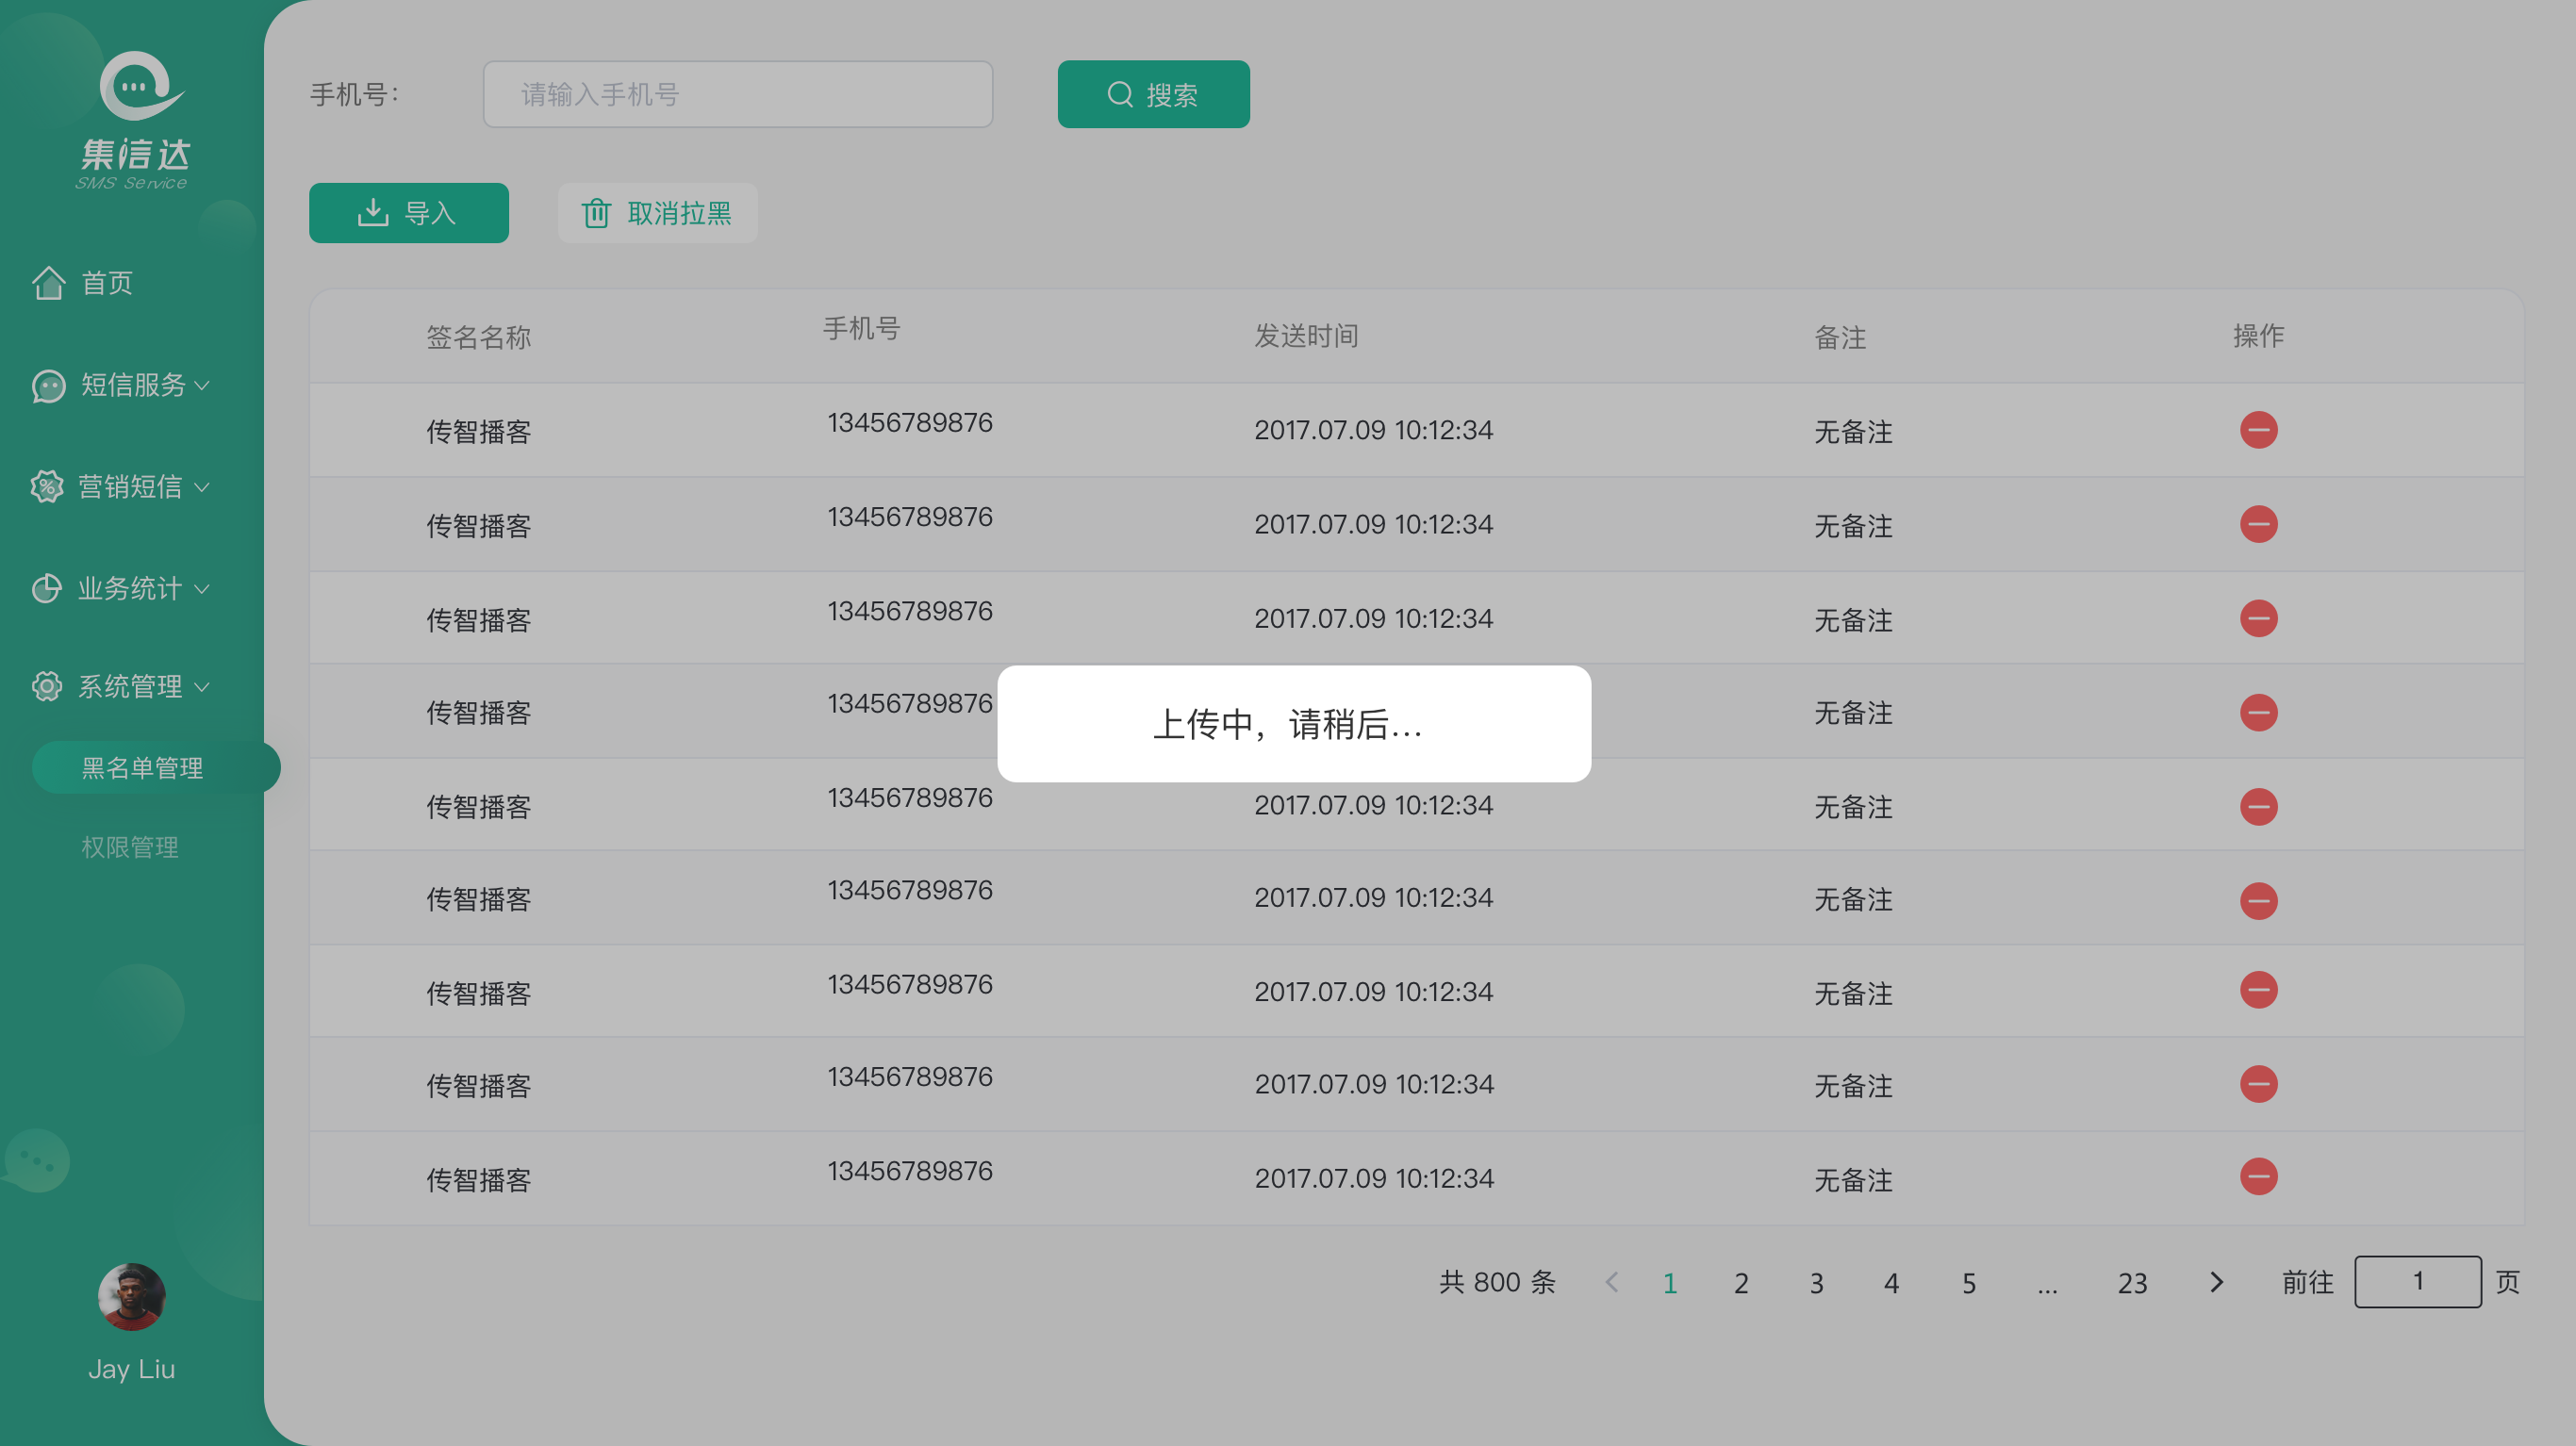 集信达
SMS Service
首页
短信服务
营销短信
业务统计
系统管理
黑名单管理
权限管理
Jay Liu
手机号：
请输入手机号
搜索
导入
取消拉黑
签名名称 手机号 发送时间 备注 操作
传智播客 13456789876 2017.07.09 10:12:34 无备注
传智播客 13456789876 2017.07.09 10:12:34 无备注
传智播客 13456789876 2017.07.09 10:12:34 无备注
传智播客 13456789876 无备注
上传中，请稍后...
传智播客 13456789876 2017.07.09 10:12:34 无备注
传智播客 13456789876 2017.07.09 10:12:34 无备注
传智播客 13456789876 2017.07.09 10:12:34 无备注
传智播客 13456789876 2017.07.09 10:12:34 无备注
传智播客 13456789876 2017.07.09 10:12:34 无备注
共 800 条 1 2 3 4 5 ... 23 前往 1 页